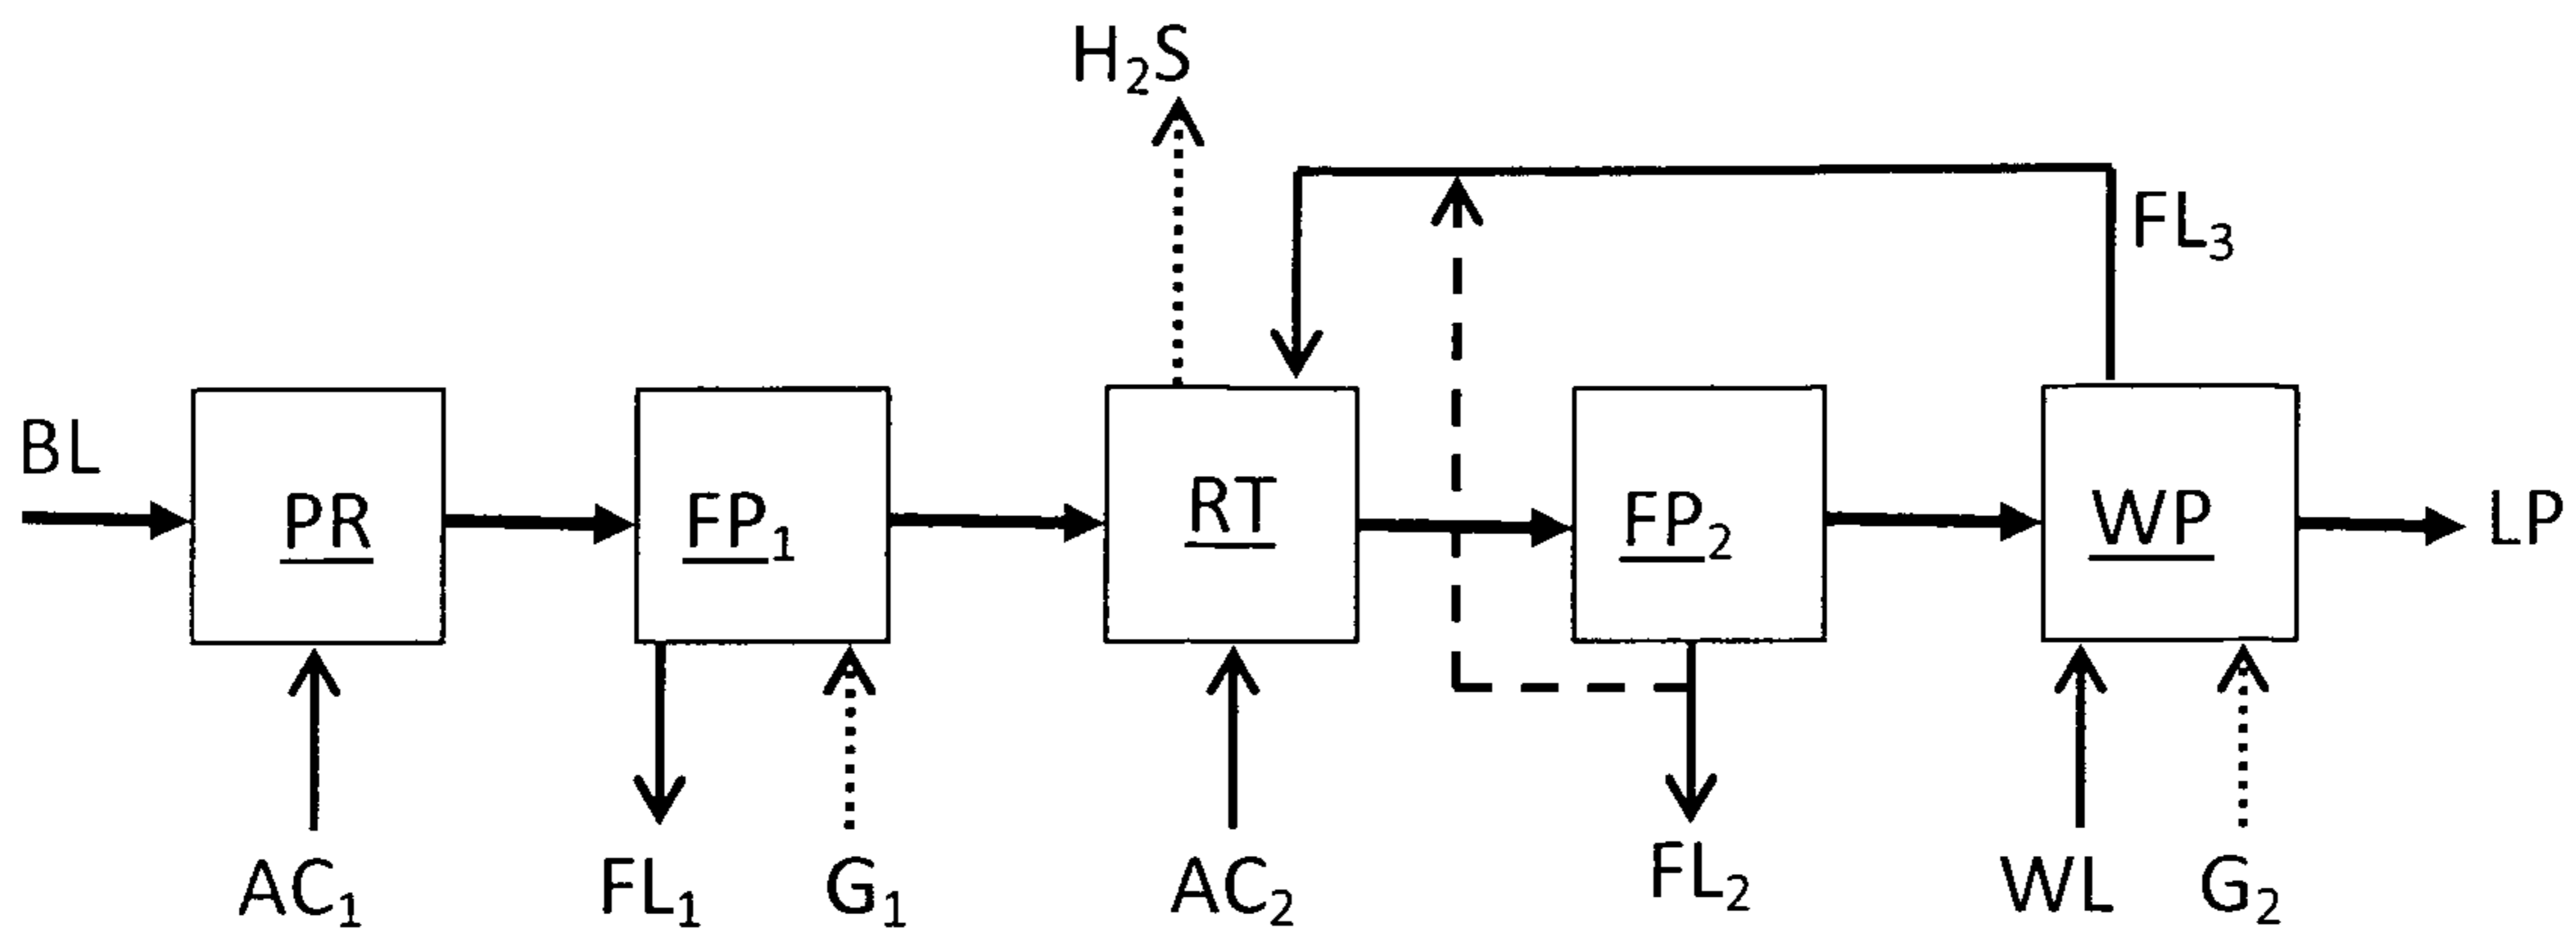 H₂S
FL₃
BL
PR
FP₁
RT
FP₂
WP
LP
AC₁
FL₁
G₁
AC₂
FL₂
WL
G₂